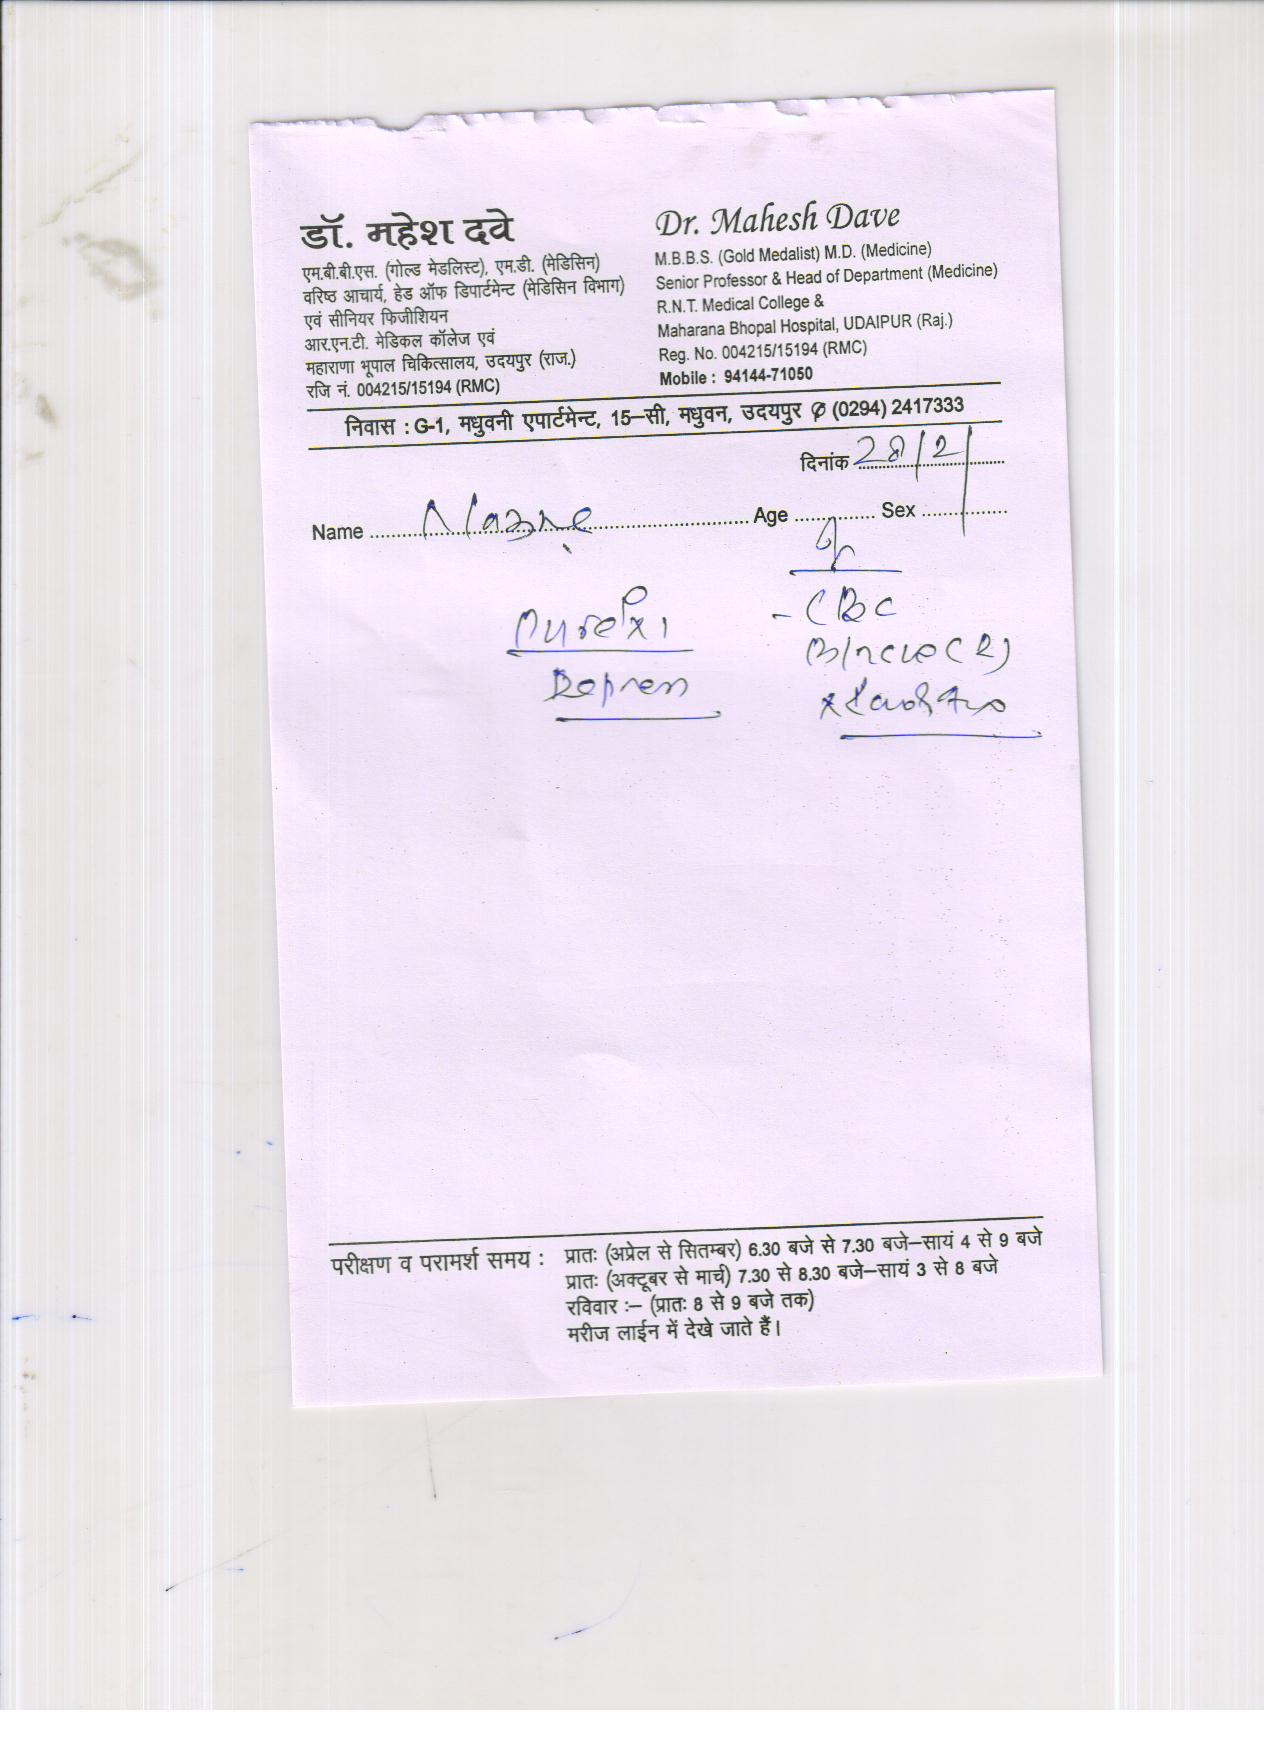 डॉ. महेश दवे
एम.बी.बी.एस. (गोल्ड मेडलिस्ट), एम.डी. (मेडिसिन)
वरिष्ठ आचार्य, हेड ऑफ डिपार्टमेन्ट (मेडिसिन विभाग)
एवं सीनियर फिजीशियन
आर.एन.टी. मेडिकल कॉलेज एवं
महाराणा भूपाल चिकित्सालय, उदयपुर (राज.)
रजि नं. 004215/15194 (RMC)
Dr. Mahesh Dave
M.B.B.S. (Gold Medalist) M.D. (Medicine)
Senior Professor & Head of Department (Medicine)
R.N.T. Medical College &
Maharana Bhopal Hospital, UDAIPUR (Raj.)
Reg. No. 004215/15194 (RMC)
Mobile : 94144-71050
निवास : G-1, मधुवनी एपार्टमेन्ट, 15–सी, मधुवन, उदयपुर ✆ (0294) 2417333
दिनांक 28/2/
Name Age Sex
- CBC
परीक्षण व परामर्श समय : प्रातः (अप्रेल से सितम्बर) 6.30 बजे से 7.30 बजे–सायं 4 से 9 बजे
प्रातः (अक्टूबर से मार्च) 7.30 से 8.30 बजे–सायं 3 से 8 बजे
रविवार :– (प्रातः 8 से 9 बजे तक)
मरीज लाईन में देखे जाते हैं।